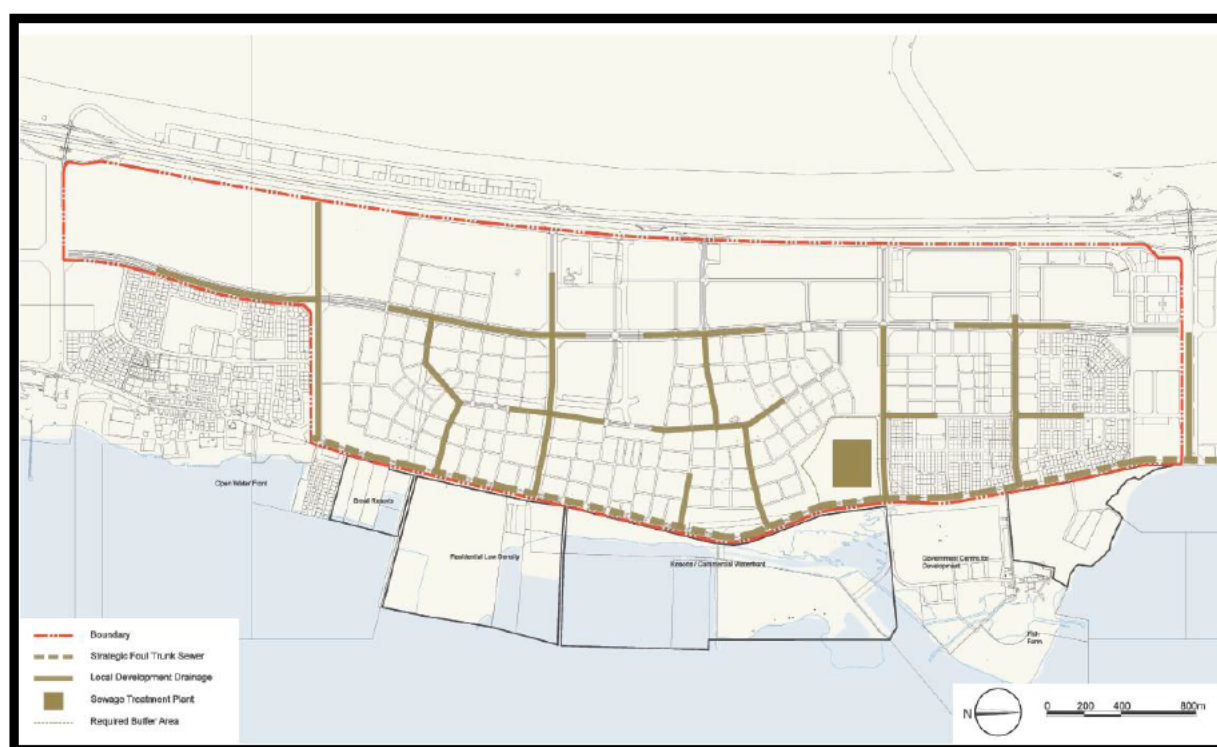 Open Water Front
Small Resorts
Residential Low Density
Resorts / Commercial Waterfront
Government Centre for
Development
Fish
Farm
Boundary
Strategic Foul Trunk Sewer
Local Development Drainage
Sewage Treatment Plant
Required Buffer Area
N
0 200 400 800m